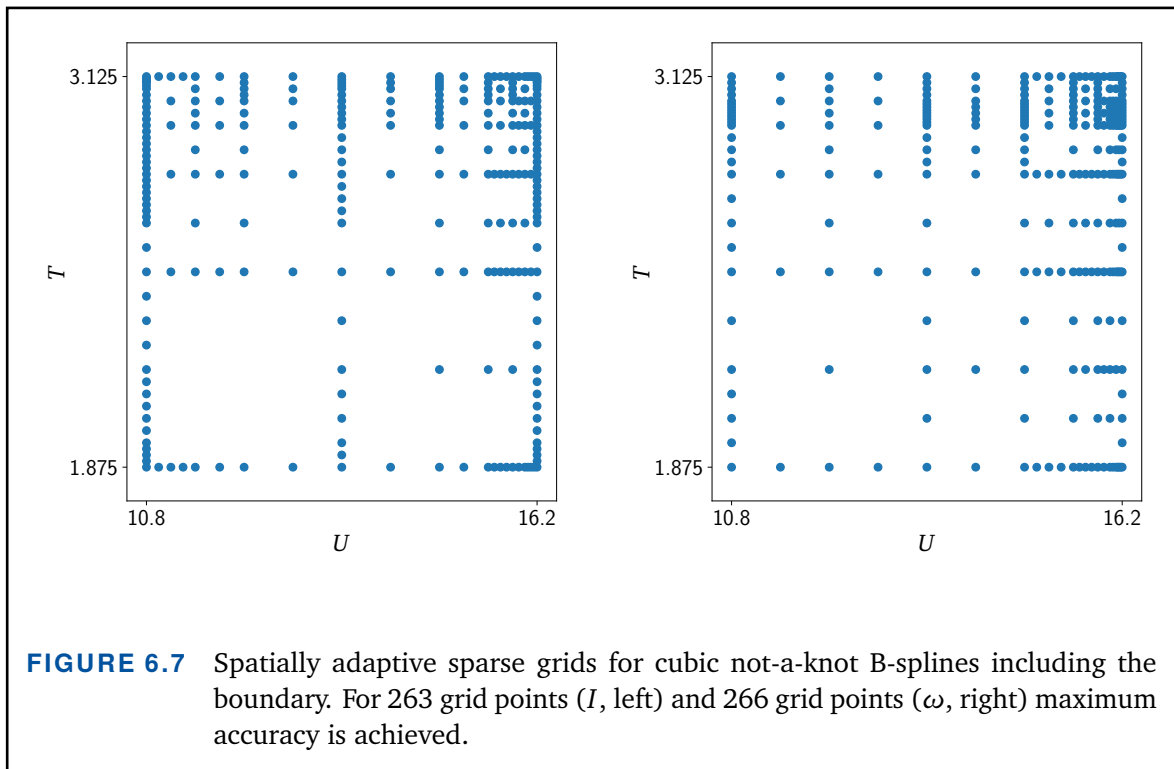 3.125
T
1.875
10.8
16.2
U
3.125
T
1.875
10.8
16.2
U
FIGURE 6.7 Spatially adaptive sparse grids for cubic not-a-knot B-splines including the
boundary. For 263 grid points (I, left) and 266 grid points (ω, right) maximum
accuracy is achieved.